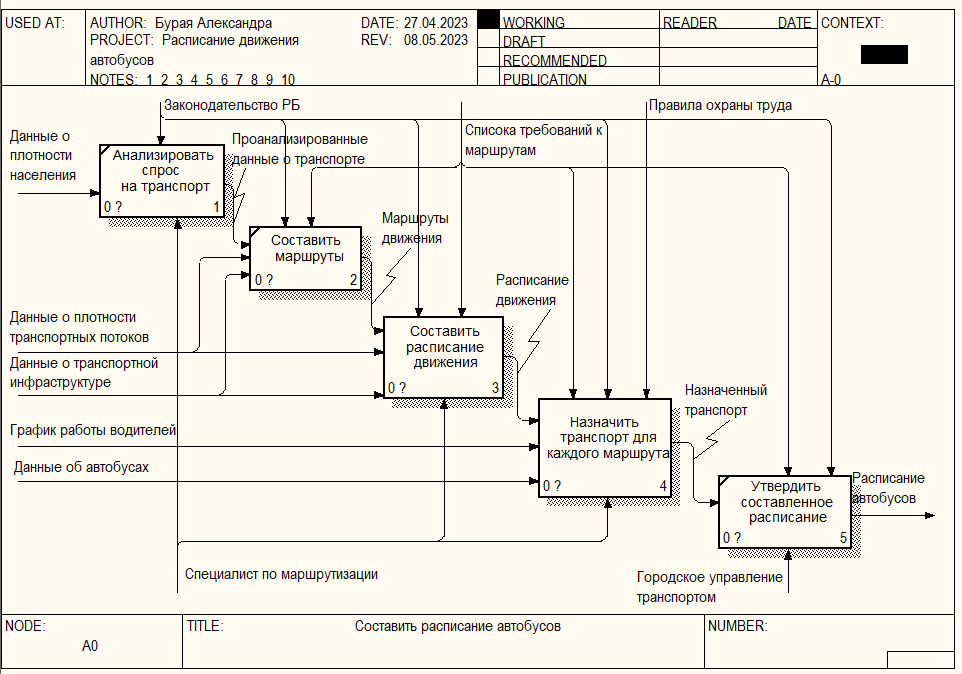 USED AT:
AUTHOR: Бурая Александра
DATE: 27.04.2023
PROJECT: Расписание движения
автобусов
REV: 08.05.2023
NOTES: 1 2 3 4 5 6 7 8 9 10
WORKING
DRAFT
RECOMMENDED
PUBLICATION
READER
DATE
CONTEXT:
A-0
Законодательство РБ
Списока требований к
маршрутам
Правила охраны труда
Данные о
плотности
населения
Анализировать
спрос
на транспорт
0 ?
1
Проанализированные
данные о транспорте
Составить
маршруты
0 ?
2
Маршруты
движения
Данные о плотности
транспортных потоков
Данные о транспортной
инфраструктуре
Составить
расписание
движения
0 ?
3
Расписание
движения
График работы водителей
Данные об автобусах
Назначить
транспорт для
каждого маршрута
0 ?
4
Назначенный
транспорт
Утвердить
составленное
расписание
0 ?
5
Расписание
автобусов
Специалист по маршрутизации
Городское управление
транспортом
NODE:
A0
TITLE:
Составить расписание автобусов
NUMBER: